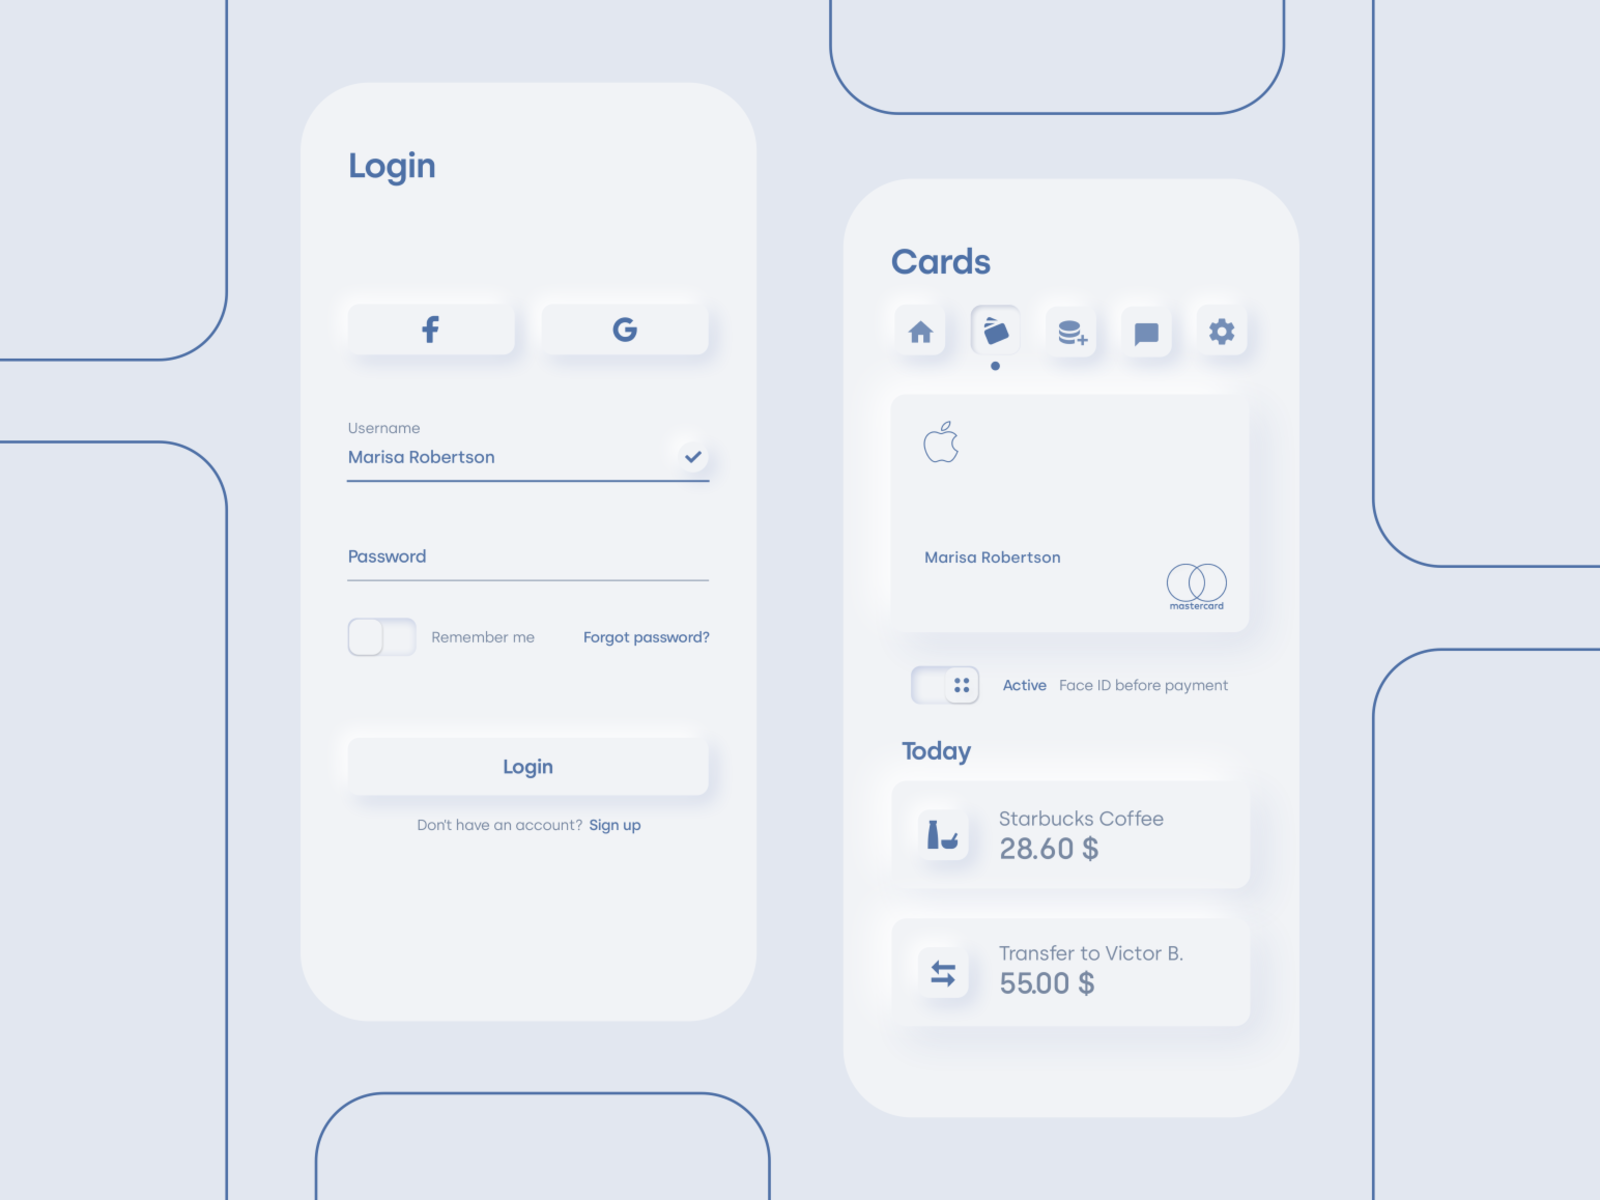 Login
Username
Marisa Robertson
Password
Remember me
Forgot password?
Login
Don't have an account? Sign up
Cards
Marisa Robertson
mastercard
Active Face ID before payment
Today
Starbucks Coffee
28.60 $
Transfer to Victor B.
55.00 $